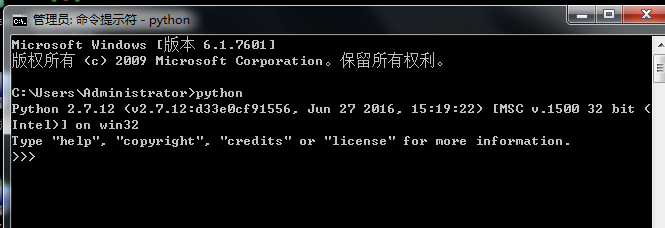 管理员: 命令提示符 - python
Microsoft Windows [版本 6.1.7601]
版权所有 (c) 2009 Microsoft Corporation。保留所有权利。
C:\Users\Administrator>python
Python 2.7.12 (v2.7.12:d33e0cf91556, Jun 27 2016, 15:19:22) [MSC v.1500 32 bit (
Intel)] on win32
Type "help", "copyright", "credits" or "license" for more information.
>>>